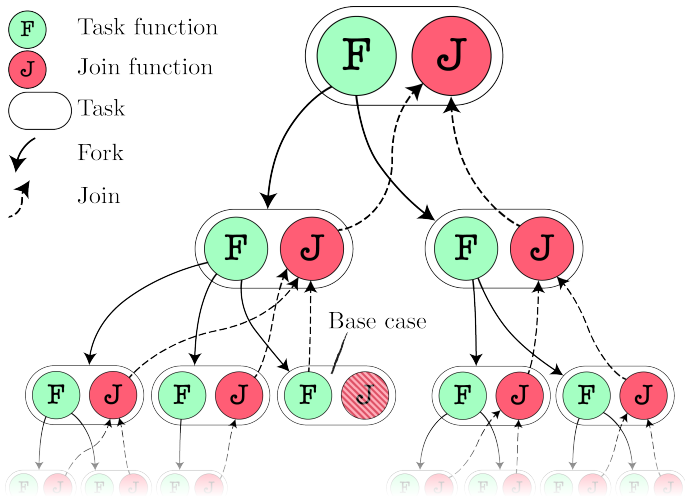 F Task function
J Join function
Task
Fork
Join
F J
F J F J
Base case
F J F J F J F J F J
F J F J F J F J F J F J F J